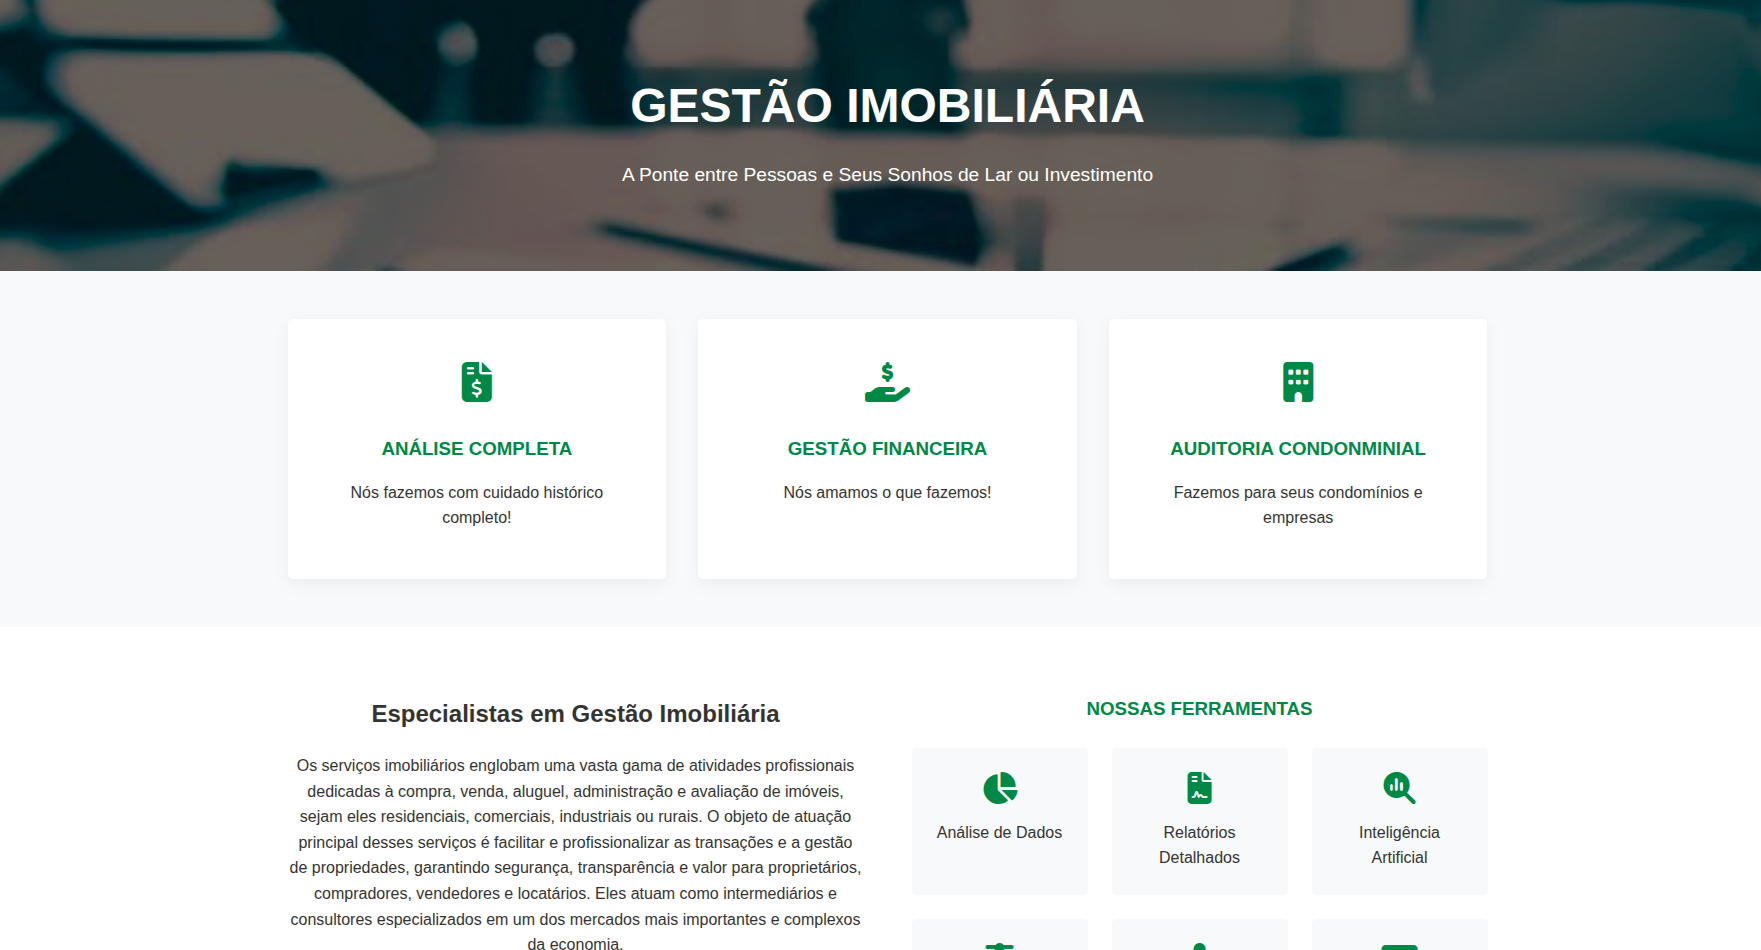 GESTÃO IMOBILIÁRIA
A Ponte entre Pessoas e Seus Sonhos de Lar ou Investimento
ANÁLISE COMPLETA
Nós fazemos com cuidado histórico
completo!
GESTÃO FINANCEIRA
Nós amamos o que fazemos!
AUDITORIA CONDONMINIAL
Fazemos para seus condomínios e
empresas
Especialistas em Gestão Imobiliária
Os serviços imobiliários englobam uma vasta gama de atividades profissionais
dedicadas à compra, venda, aluguel, administração e avaliação de imóveis,
sejam eles residenciais, comerciais, industriais ou rurais. O objeto de atuação
principal desses serviços é facilitar e profissionalizar as transações e a gestão
de propriedades, garantindo segurança, transparência e valor para proprietários,
compradores, vendedores e locatários. Eles atuam como intermediários e
consultores especializados em um dos mercados mais importantes e complexos
da economia.
NOSSAS FERRAMENTAS
Análise de Dados
Relatórios
Detalhados
Inteligência
Artificial